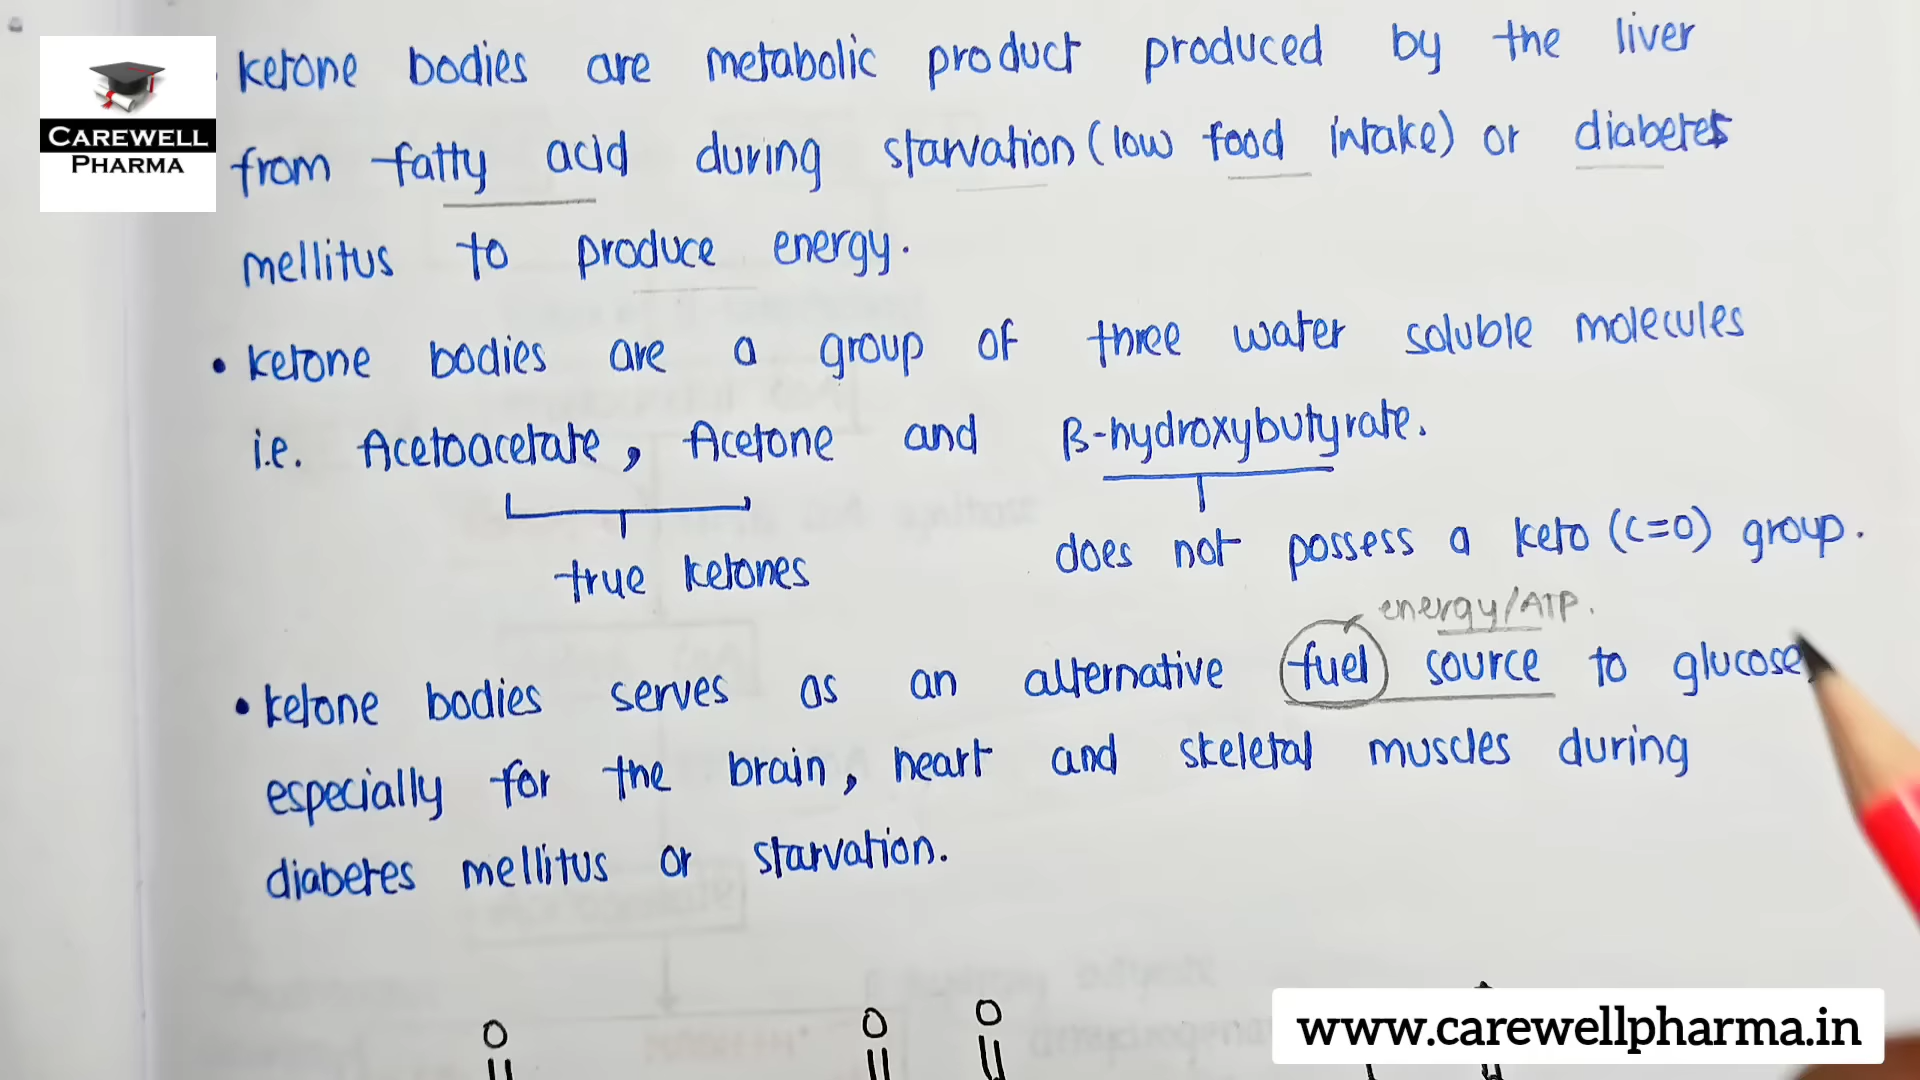 CAREWELL
PHARMA
ketone bodies are metabolic product produced by the liver
from fatty acid during starvation (low food intake) or diabetes
mellitus to produce energy.
• ketone bodies are a group of three water soluble molecules
i.e. Acetoacetate, Acetone and β-hydroxybutyrate.
true ketones
does not possess a keto (C=O) group.
energy/ATP.
• ketone bodies serves as an alternative fuel source to glucose,
especially for the brain, heart and skeletal muscles during
diabetes mellitus or starvation.
O
O O
www.carewellpharma.in